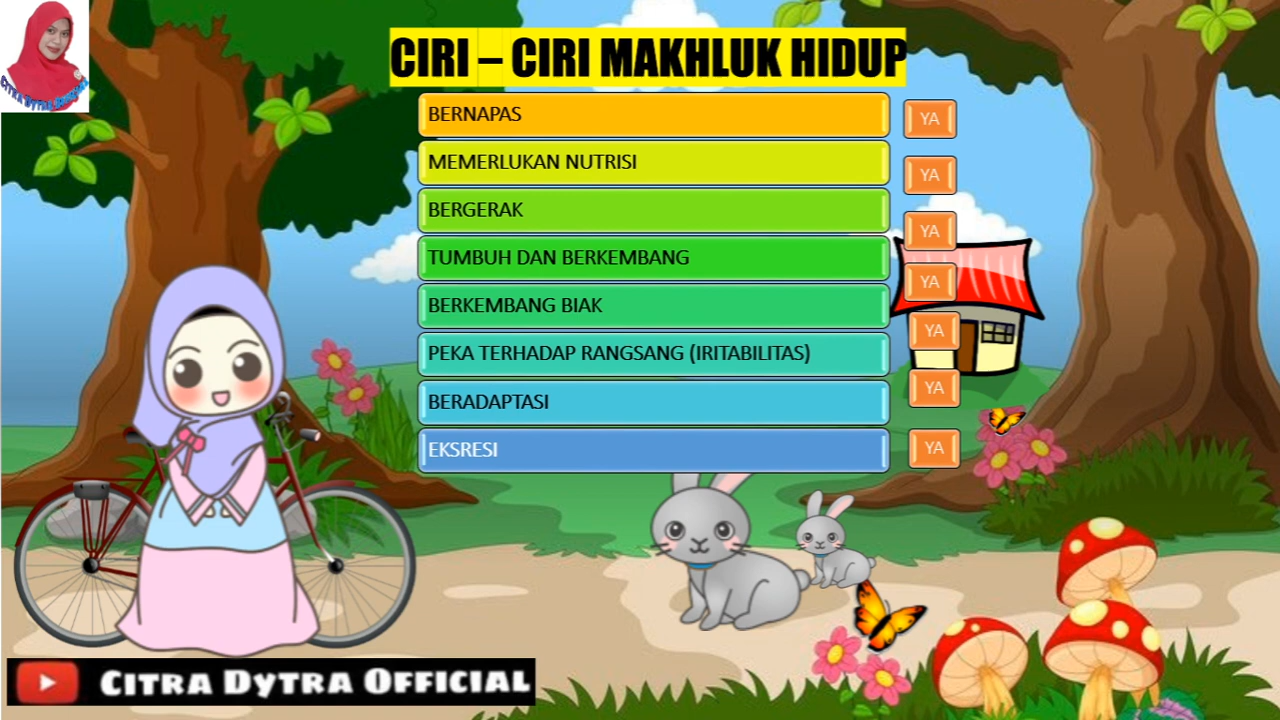 CIRI – CIRI MAKHLUK HIDUP
BERNAPAS
YA
MEMERLUKAN NUTRISI
YA
BERGERAK
YA
TUMBUH DAN BERKEMBANG
YA
BERKEMBANG BIAK
YA
PEKA TERHADAP RANGSANG (IRITABILITAS)
YA
BERADAPTASI
EKSRESI
YA
CITRA DYTRA OFFICIAL